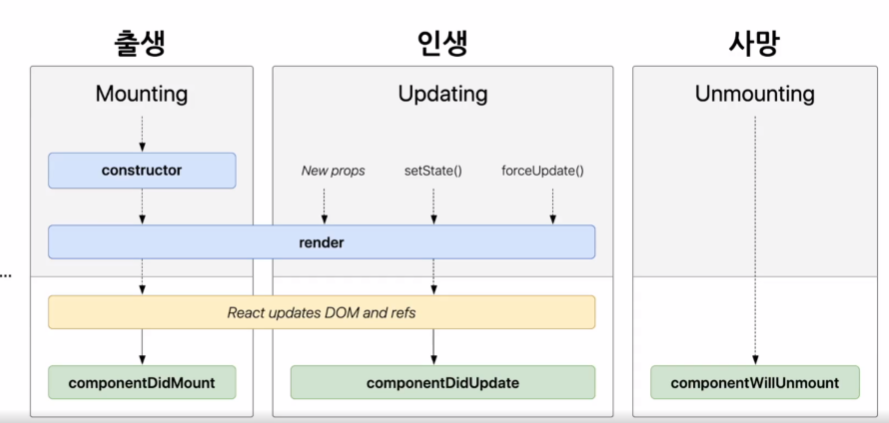 출생
인생
사망
Mounting
Updating
Unmounting
constructor
New props
setState()
forceUpdate()
render
...
React updates DOM and refs
componentDidMount
componentDidUpdate
componentWillUnmount